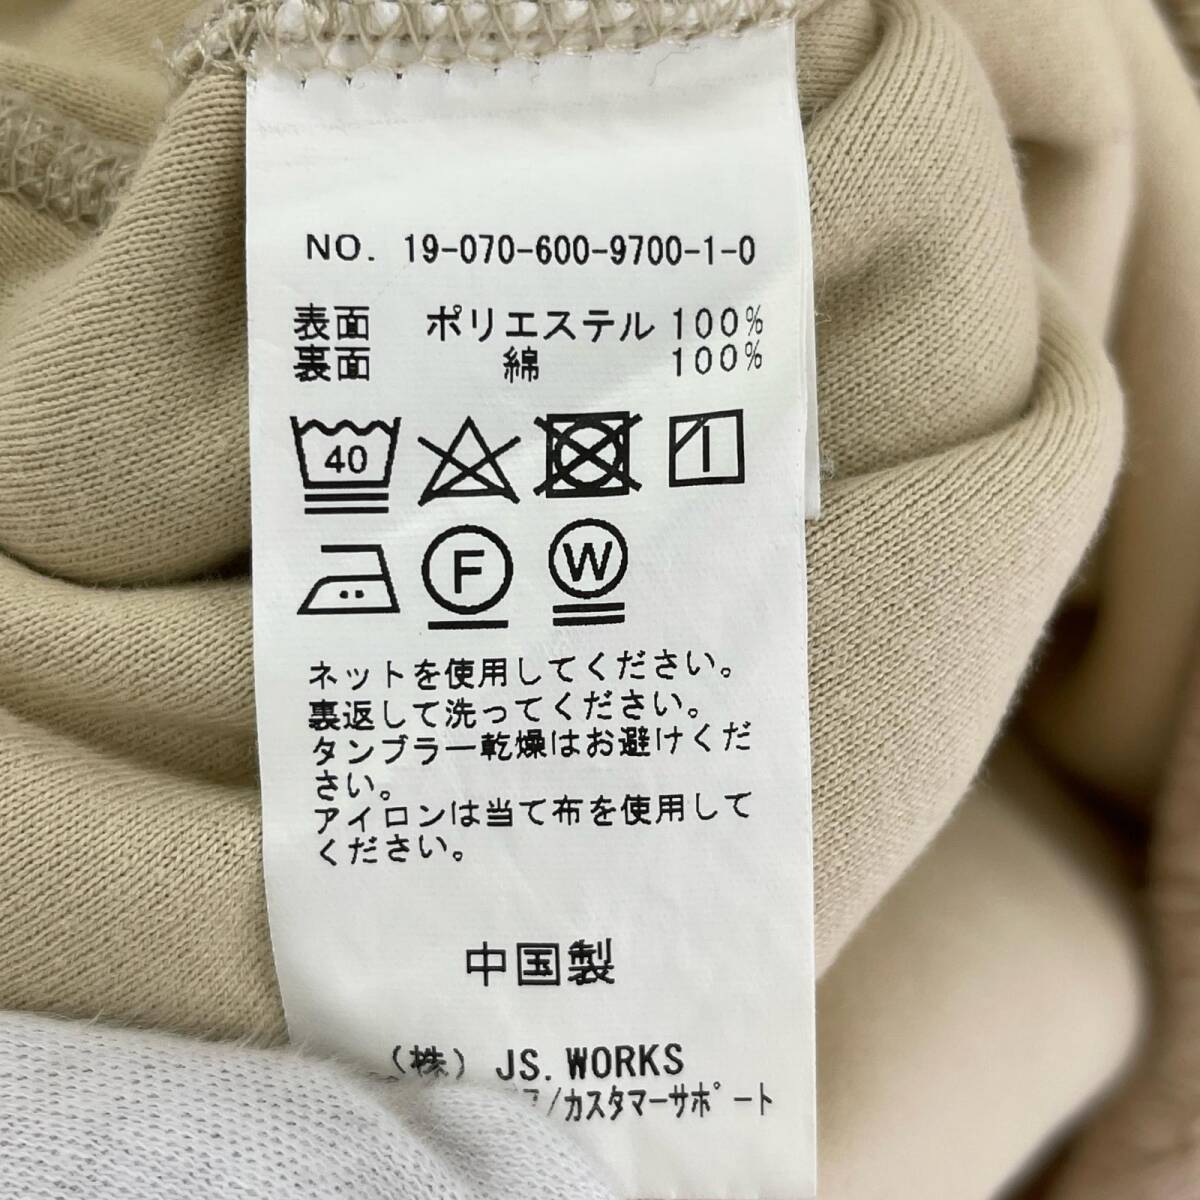 NO. 19-070-600-9700-1-0
表面 ポリエステル 100%
裏面 綿 100%
40
F
W
ネットを使用してください。
裏返して洗ってください。
タンブラー乾燥はお避けくだ
さい。
アイロンは当て布を使用して
ください。
中国製
(株) JS.WORKS
/カスタマーサポート